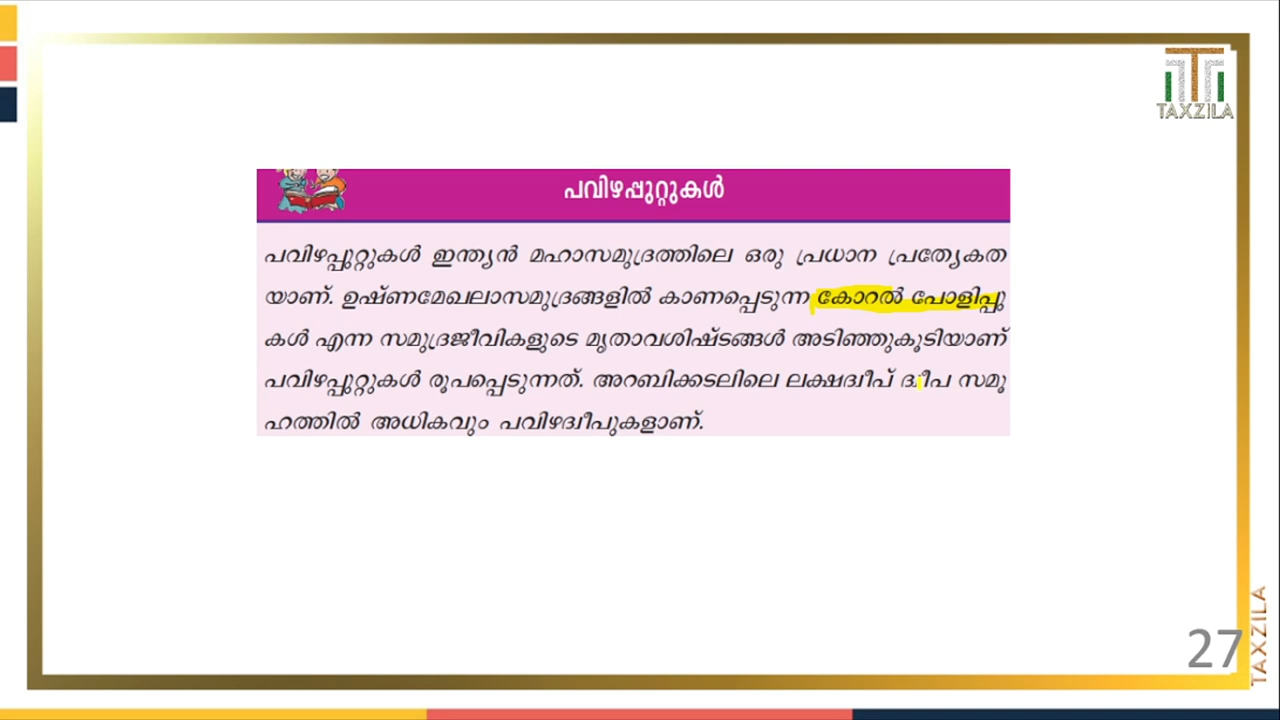 TAXZILA
പവിഴപ്പുറ്റുകൾ
പവിഴപ്പുറ്റുകൾ ഇന്ത്യൻ മഹാസമുദ്രത്തിലെ ഒരു പ്രധാന പ്രത്യേകത
യാണ്. ഉഷ്ണമേഖലാസമുദ്രങ്ങളിൽ കാണപ്പെടുന്ന കോറൽ പോളിപ്പു
കൾ എന്ന സമുദ്രജീവികളുടെ മൃതാവശിഷ്ടങ്ങൾ അടിഞ്ഞുകൂടിയാണ്
പവിഴപ്പുറ്റുകൾ രൂപപ്പെടുന്നത്. അറബിക്കടലിലെ ലക്ഷദ്വീപ് ദ്വീപ സമൂ
ഹത്തിൽ അധികവും പവിഴദ്വീപുകളാണ്.
27
TAXZILA